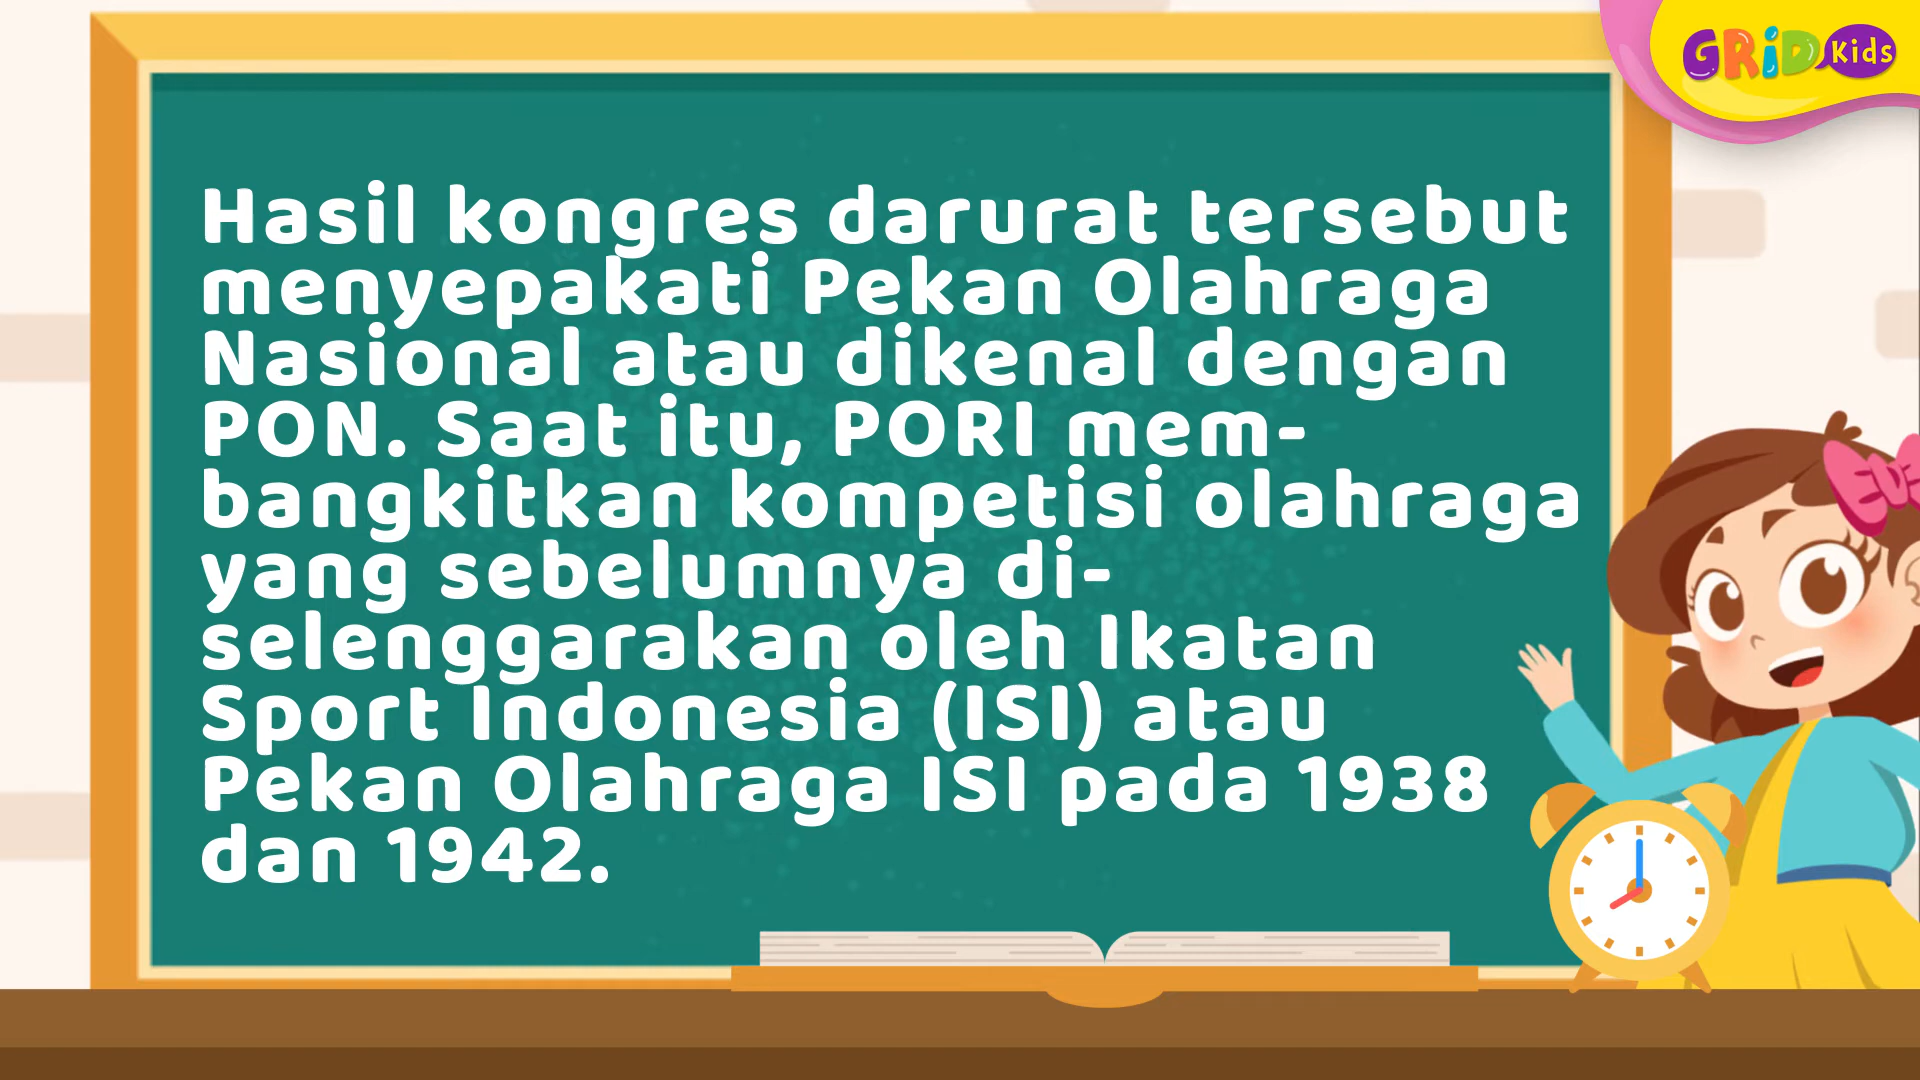 GRID Kids
Hasil kongres darurat tersebut
menyepakati Pekan Olahraga
Nasional atau dikenal dengan
PON. Saat itu, PORI mem-
bangkitkan kompetisi olahraga
yang sebelumnya di-
selenggarakan oleh Ikatan
Sport Indonesia (ISI) atau
Pekan Olahraga ISI pada 1938
dan 1942.